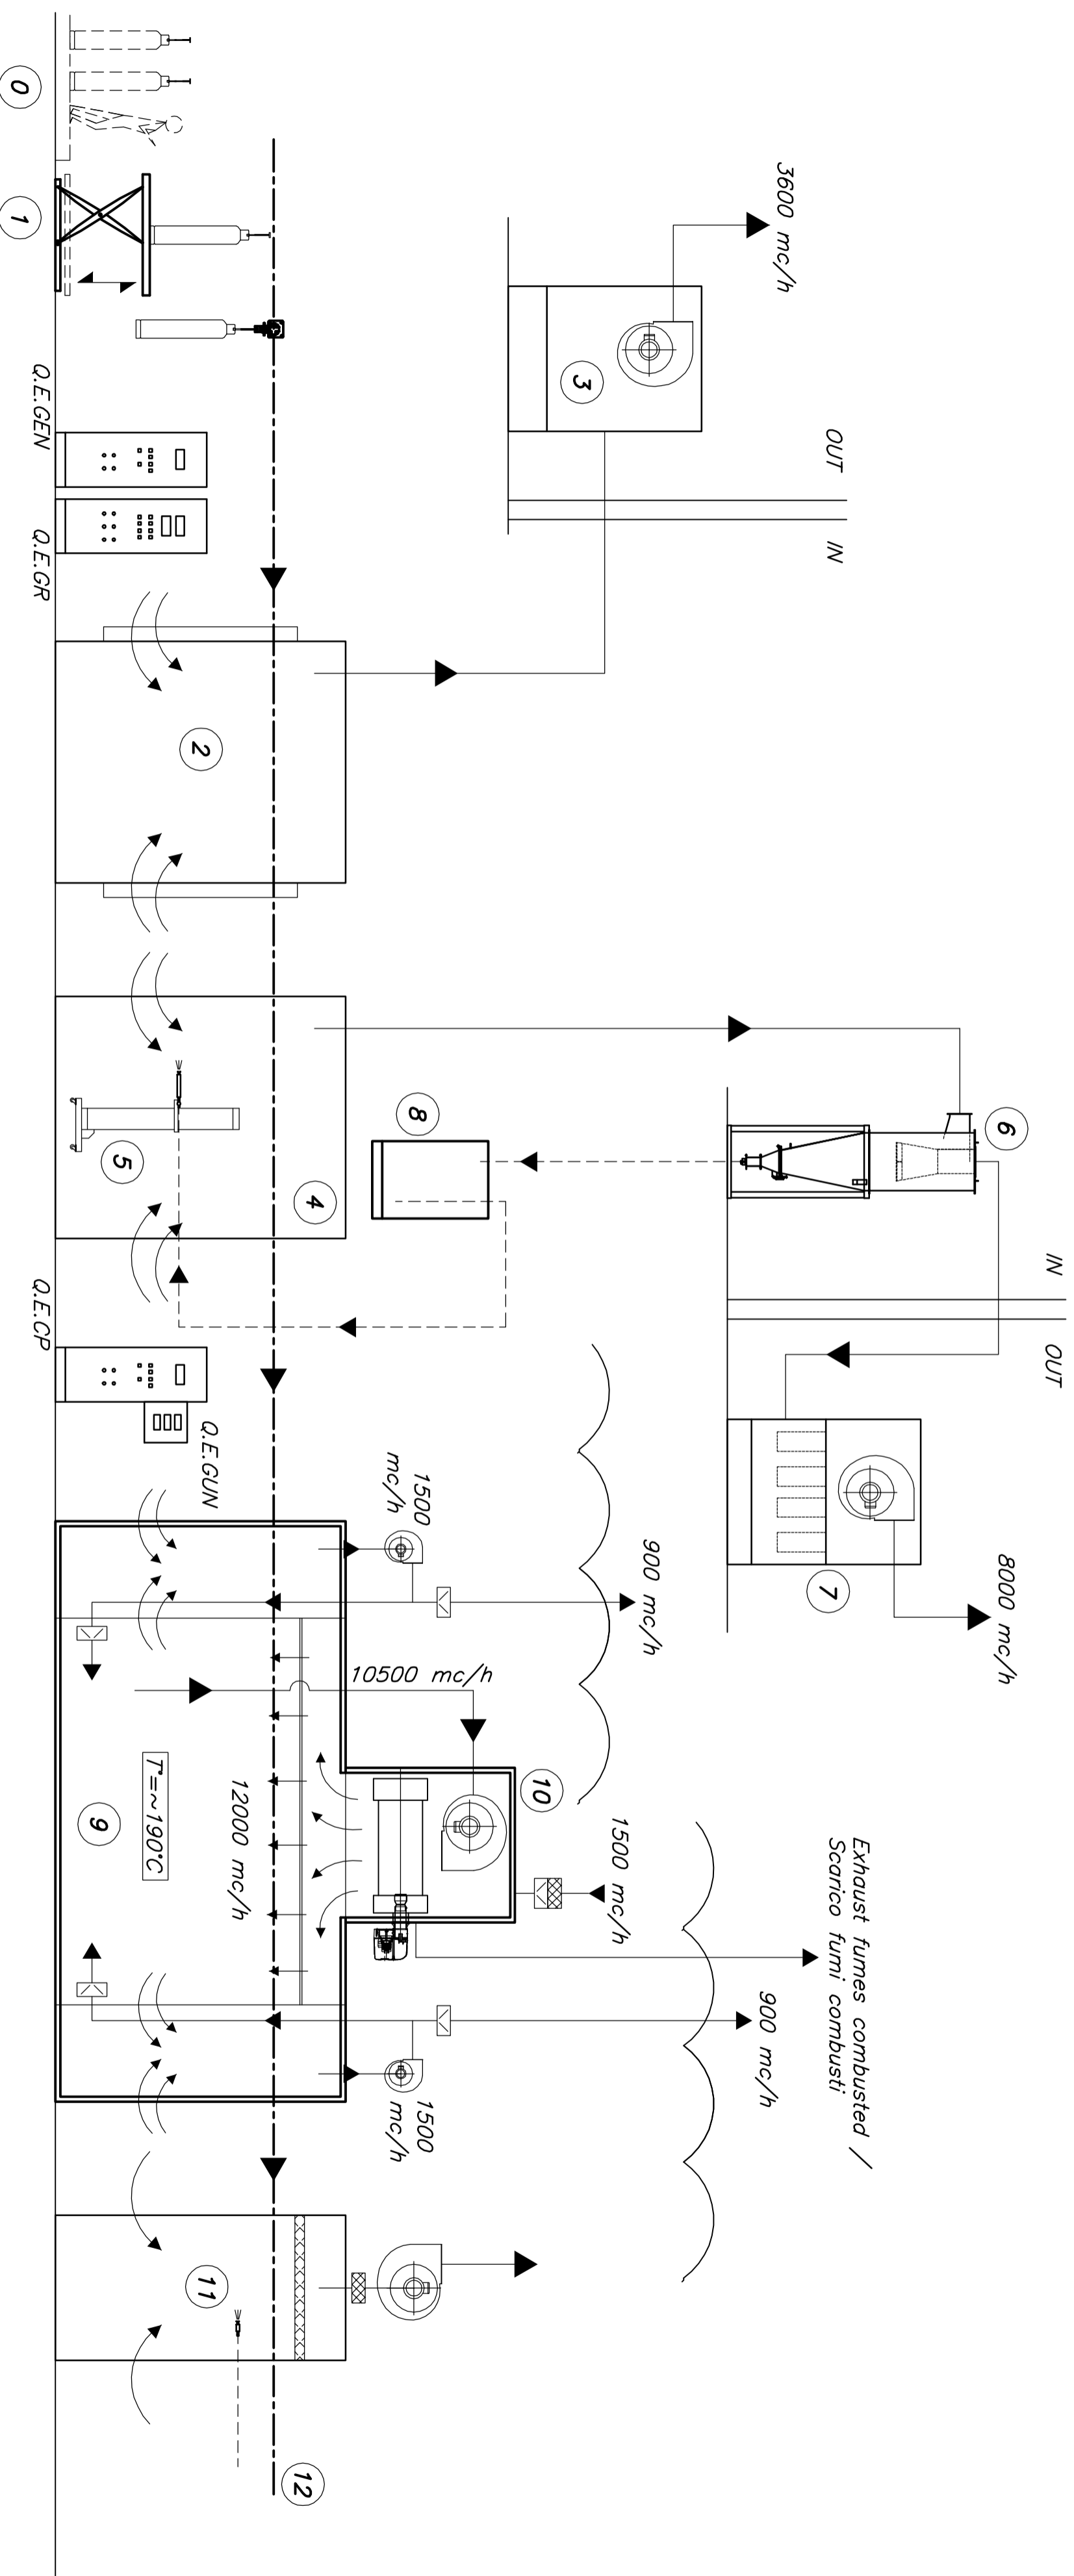 3600 mc/h
OUT
IN
3
6
IN
OUT
8000 mc/h
7
8
1500
mc/h
900 mc/h
10500 mc/h
10
1500 mc/h
Exhaust fumes combusted /
Scarico fumi combusti
900 mc/h
1500
mc/h
12000 mc/h
T°=~190°C
9
0
1
Q.E.GEN
Q.E.GR
2
4
5
Q.E.CP
Q.E.GUN
11
12